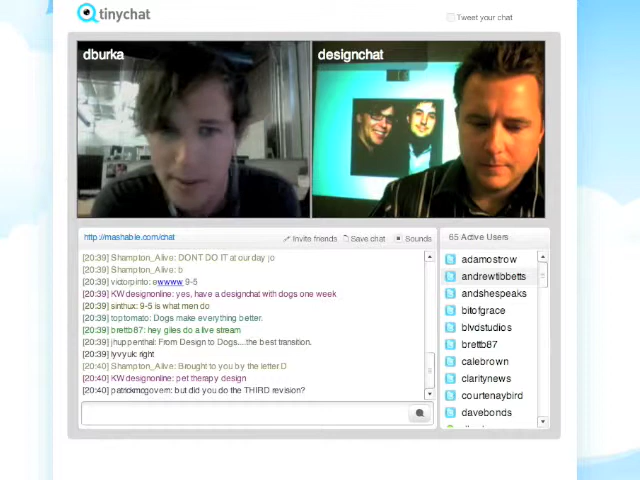 tinychat
Tweet your chat
dburka
designchat
http://mashable.com/chat
Invite friends
Save chat
Sounds
65 Active Users
[20:39] Shampton_Alive: DONT DO IT at our day jo
[20:39] Shampton_Alive: b
[20:39] victorpinto: ewwww 9-5
[20:39] KW designonline: yes, have a designchat with dogs one week
[20:39] sinthux: 9-5 is what men do
[20:39] toptomato: Dogs make everything better.
[20:39] brettb87: hey giles do a live stream
[20:39] jhuppenthal: From Design to Dogs....the best transition.
[20:39] lyvyuk: right
[20:40] Shampton_Alive: Brought to you by the letter D
[20:40] KW designonline: pet therapy design
[20:40] patrickmcgovern: but did you do the THIRD revision?
adamostrow
andrewtibbetts
andshespeaks
bitofgrace
blvdstudios
brettb87
calebrown
claritynews
courtenaybird
davebonds